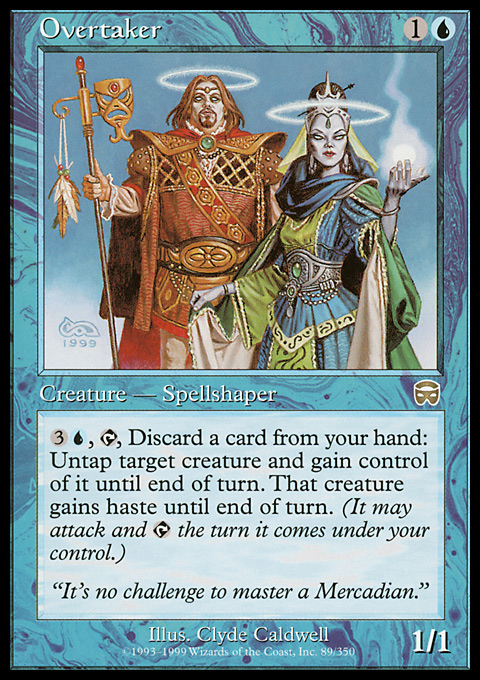 Overtaker 1
1999
Creature — Spellshaper
3 , , Discard a card from your hand:
Untap target creature and gain control
of it until end of turn. That creature
gains haste until end of turn. (It may
attack and the turn it comes under your
control.)
“It's no challenge to master a Mercadian.”
Illus. Clyde Caldwell
1/1
©1993-1999 Wizards of the Coast, Inc. 89/350